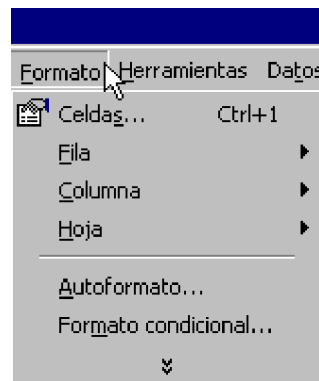 Formato Herramientas Datos
Celdas... Ctrl+1
Fila
Columna
Hoja
Autoformato...
Formato condicional...